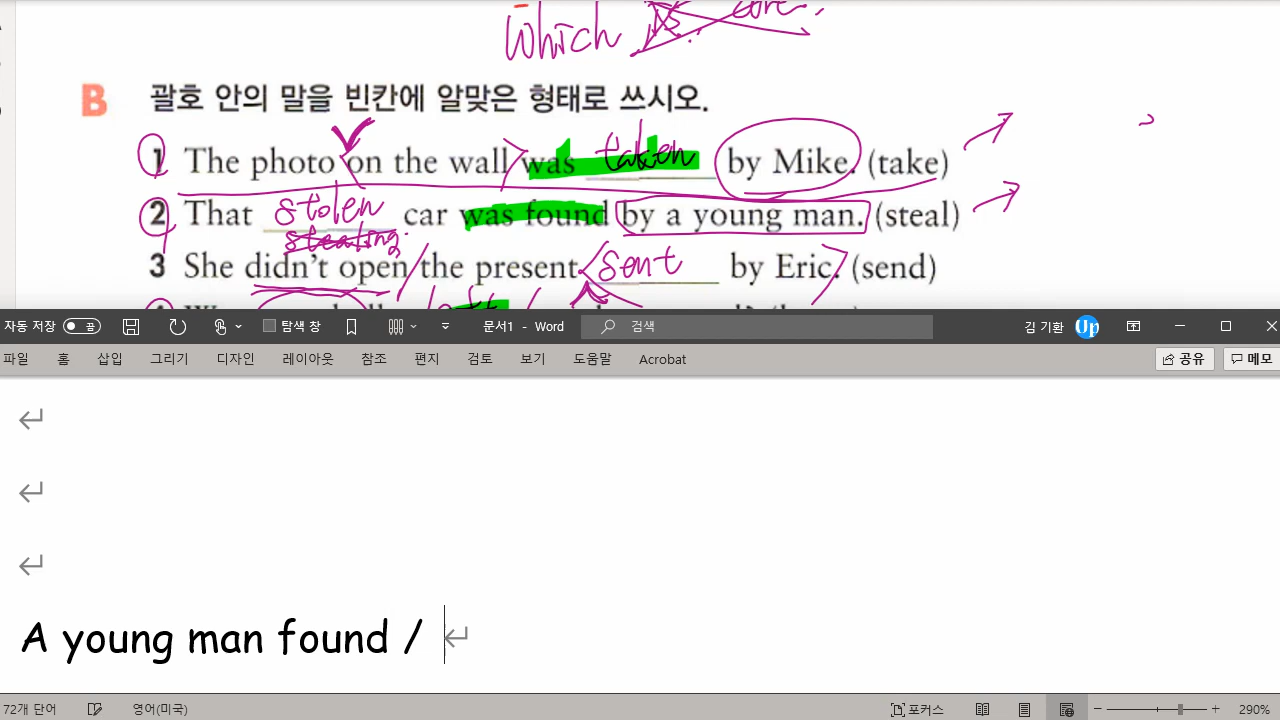 Which is
B 괄호 안의 말을 빈칸에 알맞은 형태로 쓰시오.
1 The photo on the wall was taken by Mike. (take)
2 That stolen car was found by a young man. (steal)
stealing.
3 She didn't open / the present sent by Eric. (send)
자동 저장 끔 탐색 창 문서1 - Word 검색 김 기환 Up
파일 홈 삽입 그리기 디자인 레이아웃 참조 편지 검토 보기 도움말 Acrobat 공유 메모
A young man found /
72개 단어 영어(미국) 포커스 290%